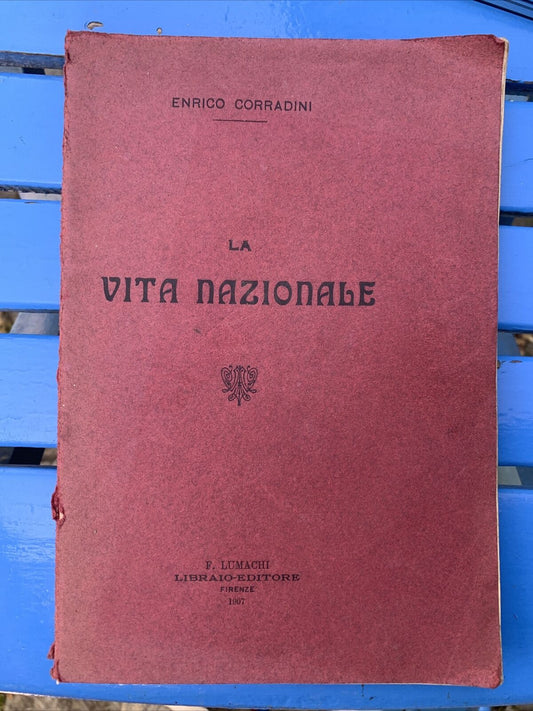 ENRICO CORRADINI
LA
VITA NAZIONALE
F. LUMACHI
LIBRAIO-EDITORE
FIRENZE
1907